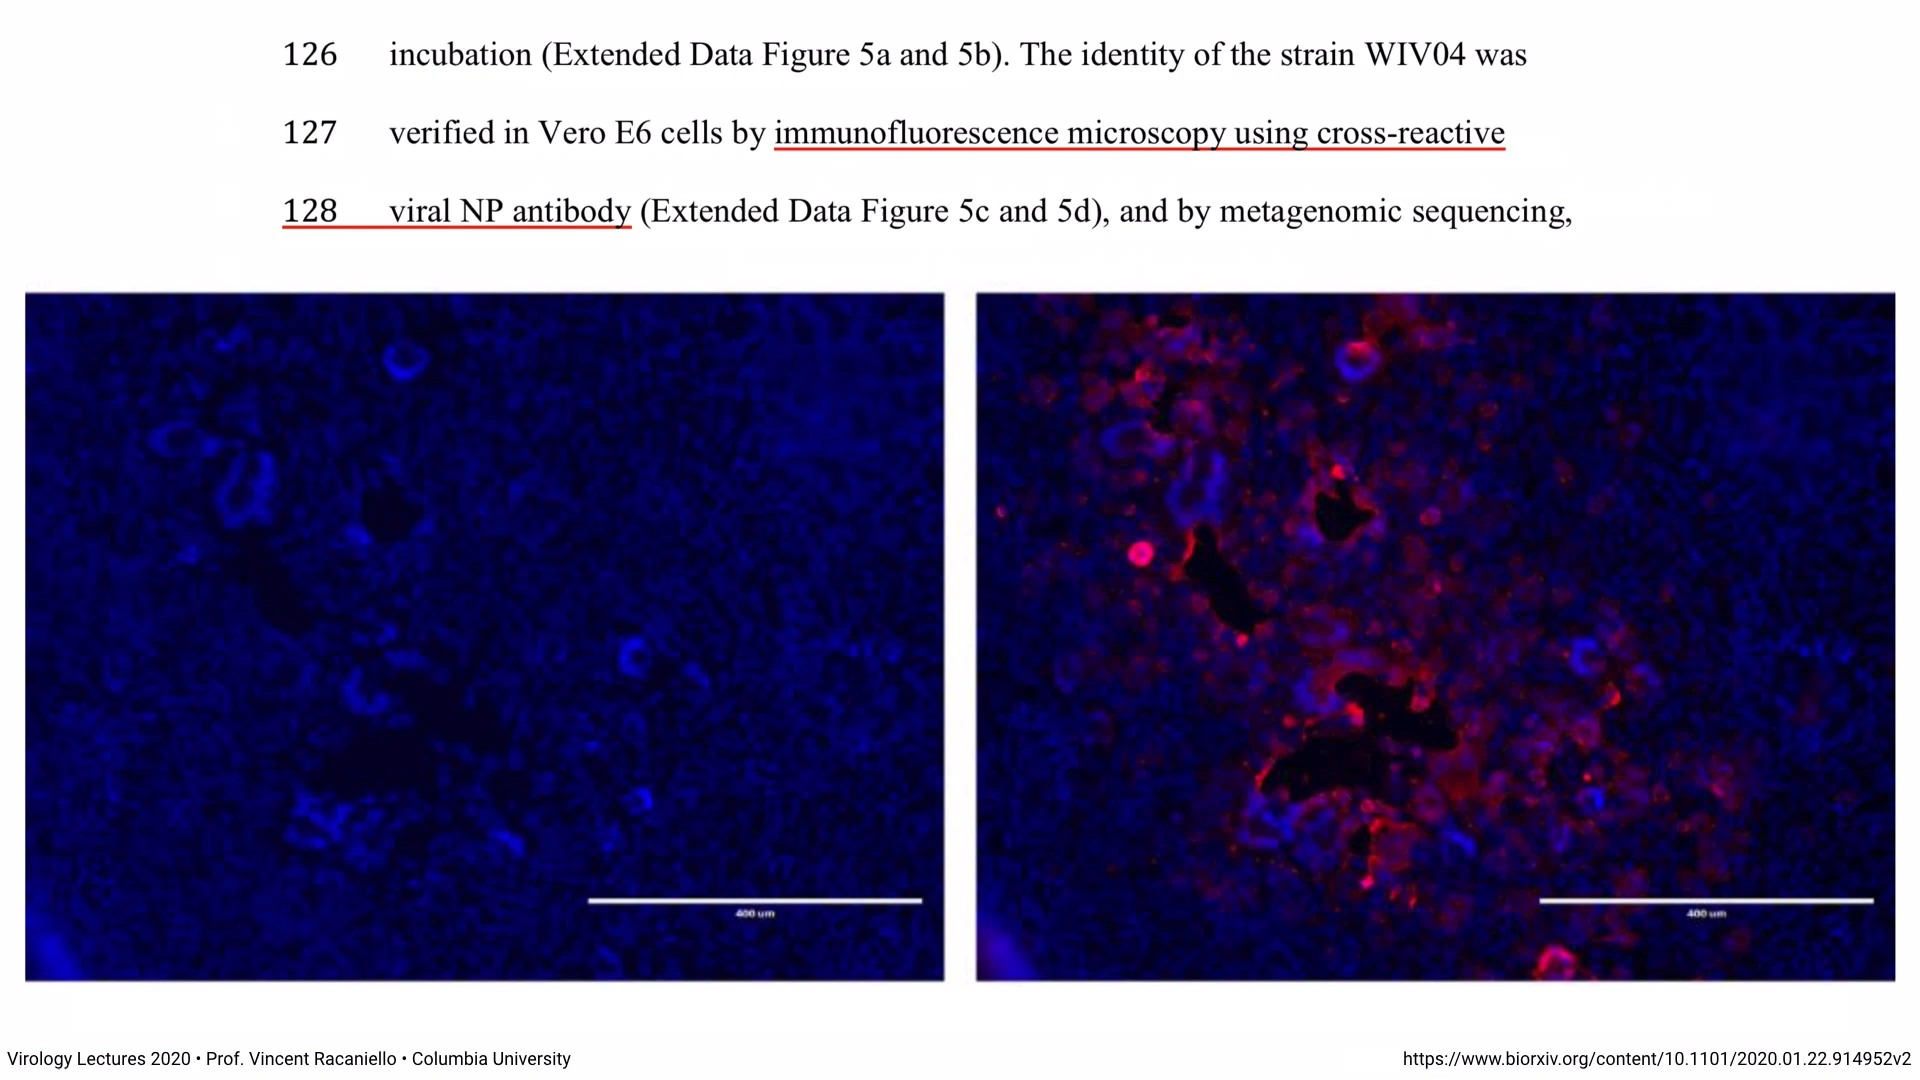 126 incubation (Extended Data Figure 5a and 5b). The identity of the strain WIV04 was
127 verified in Vero E6 cells by immunofluorescence microscopy using cross-reactive
128 viral NP antibody (Extended Data Figure 5c and 5d), and by metagenomic sequencing,
400 um
400 um
Virology Lectures 2020 • Prof. Vincent Racaniello • Columbia University
https://www.biorxiv.org/content/10.1101/2020.01.22.914952v2